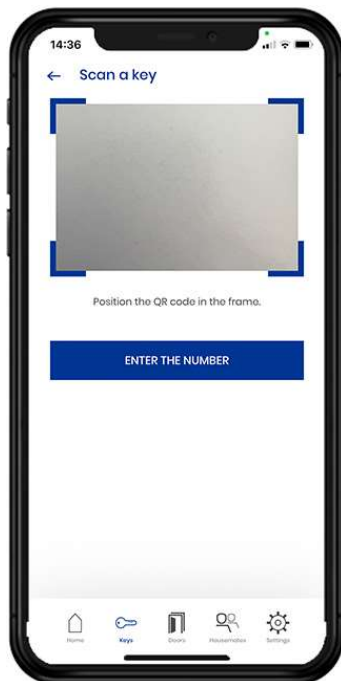 14:36
← Scan a key
Position the QR code in the frame.
ENTER THE NUMBER
Home Keys Doors Housemates Settings